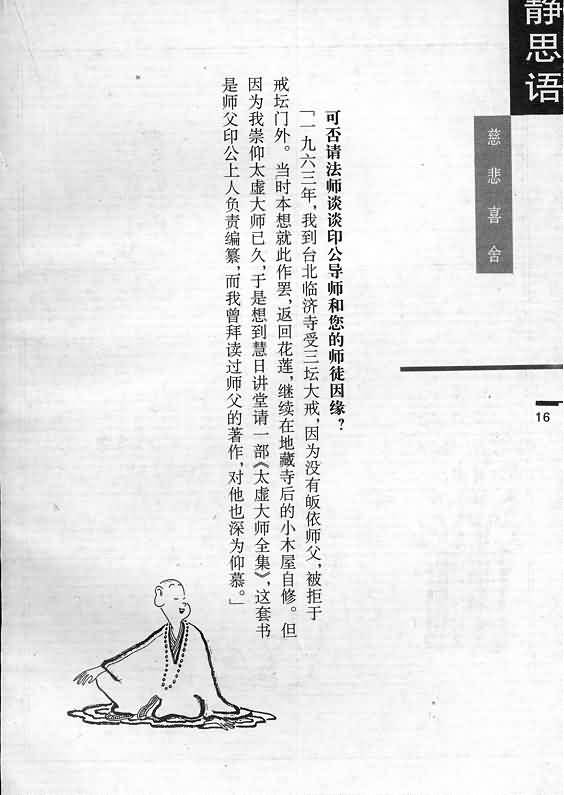 静思语
慈悲喜舍
16
可否请法师谈谈印公导师和您的师徒因缘？
「一九六三年，我到台北临济寺受三坛大戒，因为没有皈依师父，被拒于
戒坛门外。当时本想就此作罢，返回花莲，继续在地藏寺后的小木屋自修。但
因为我崇仰太虚大师已久，于是想到慧日讲堂请一部《太虚大师全集》，这套书
是师父印公上人负责编纂，而我曾拜读过师父的著作，对他也深为仰慕。」